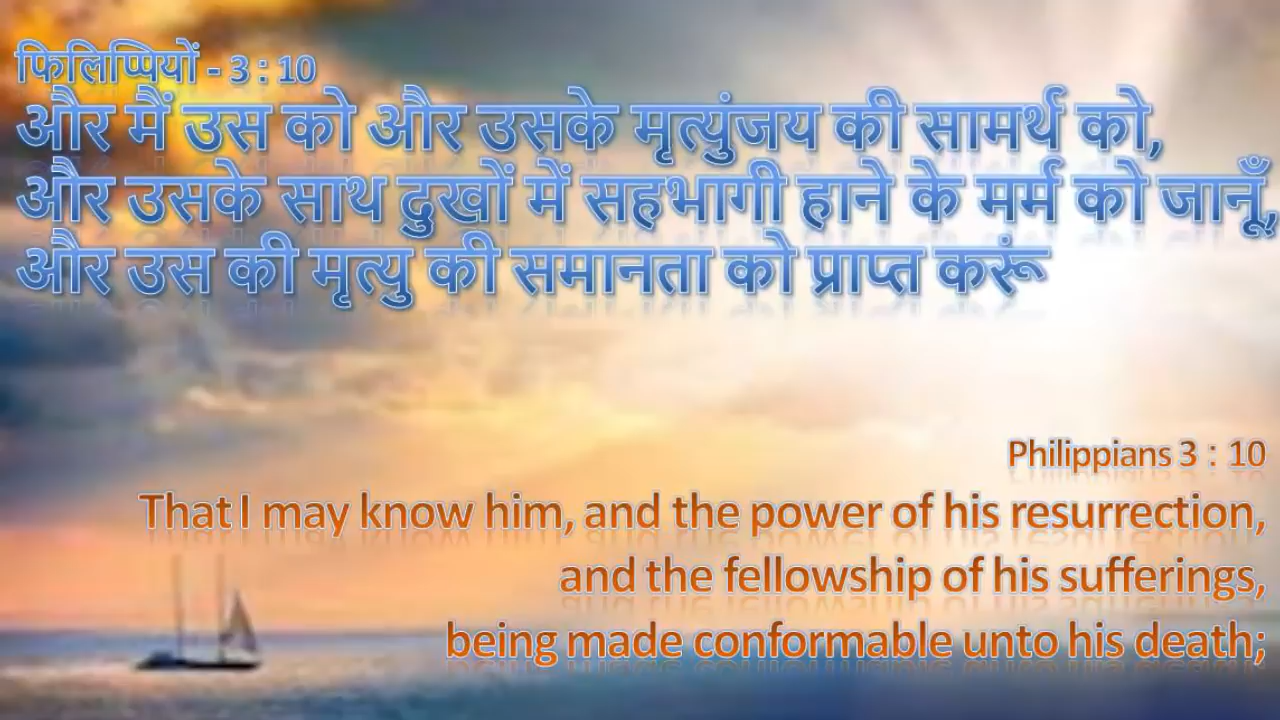 फिलिप्पियों - 3 : 10
और मैं उस को और उसके मृत्युंजय की सामर्थ को,
और उसके साथ दुखों में सहभागी हाने के मर्म को जानूँ,
और उस की मृत्यु की समानता को प्राप्त करूं
Philippians 3 : 10
That I may know him, and the power of his resurrection,
and the fellowship of his sufferings,
being made conformable unto his death;